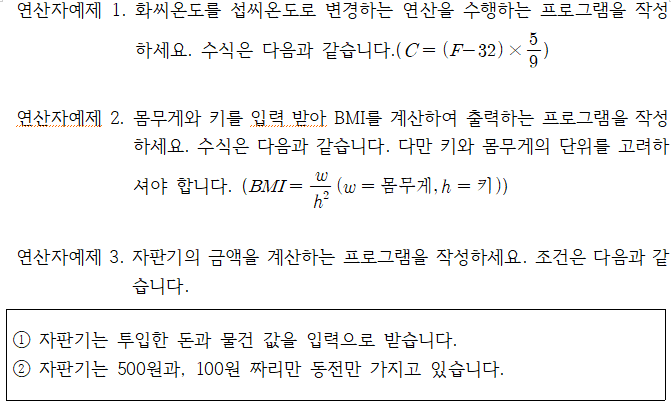 연산자예제 1. 화씨온도를 섭씨온도로 변경하는 연산을 수행하는 프로그램을 작성
하세요. 수식은 다음과 같습니다.( C = (F-32) × 5/9 )
연산자예제 2. 몸무게와 키를 입력 받아 BMI를 계산하여 출력하는 프로그램을 작성
하세요. 수식은 다음과 같습니다. 다만 키와 몸무게의 단위를 고려하
셔야 합니다. (BMI = w/h² (w = 몸무게, h = 키))
연산자예제 3. 자판기의 금액을 계산하는 프로그램을 작성하세요. 조건은 다음과 같
습니다.
① 자판기는 투입한 돈과 물건 값을 입력으로 받습니다.
② 자판기는 500원과, 100원 짜리만 동전만 가지고 있습니다.